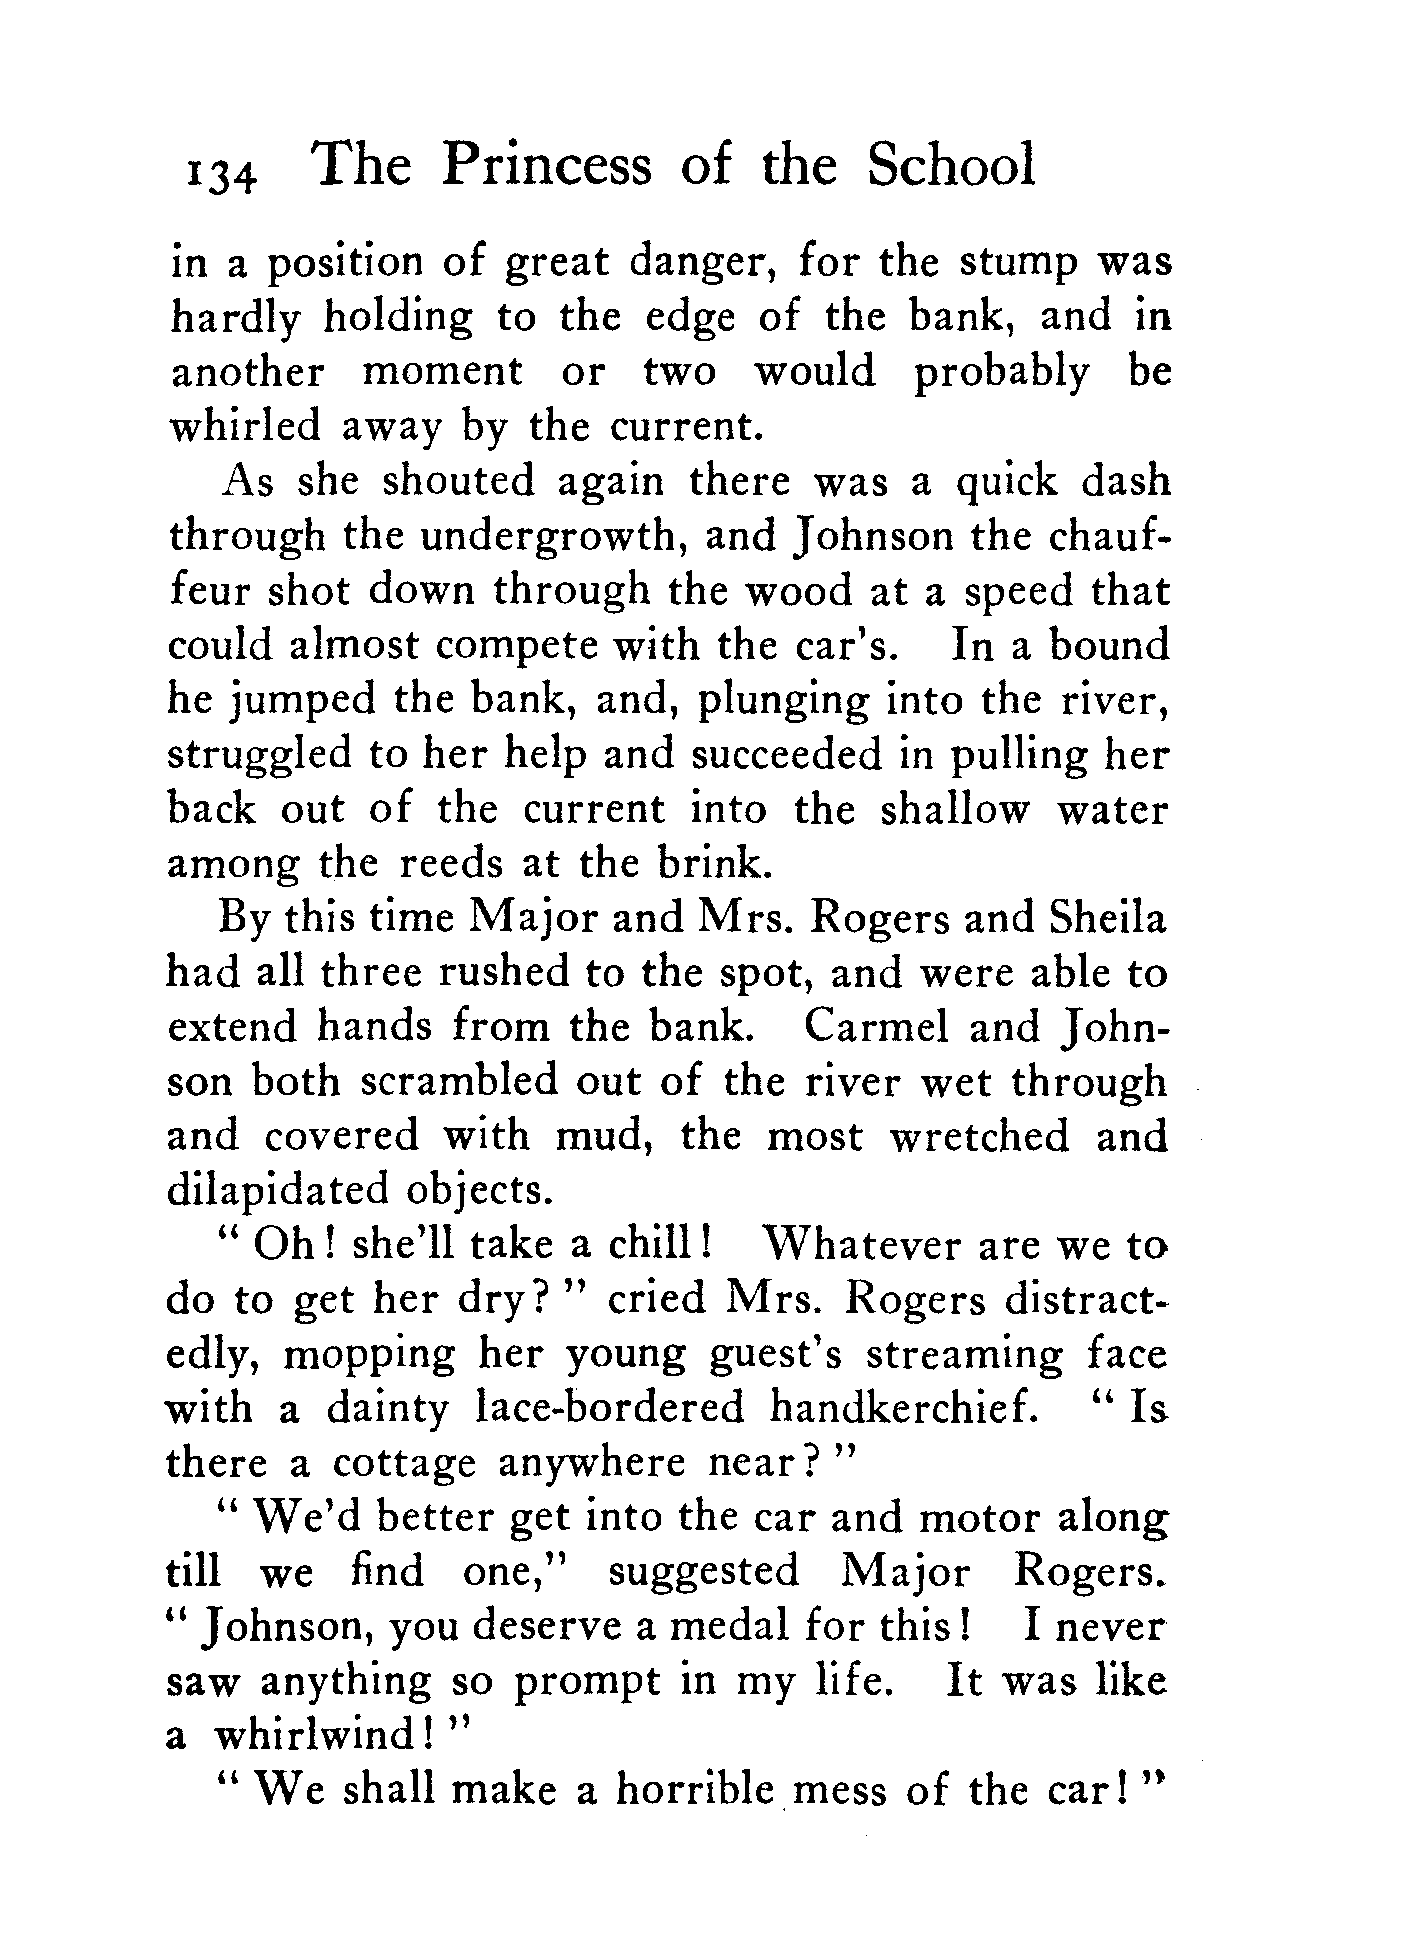 134 The Princess of the School
in a position of great danger, for the stump was
hardly holding to the edge of the bank, and in
another moment or two would probably be
whirled away by the current.
As she shouted again there was a quick dash
through the undergrowth, and Johnson the chauf-
feur shot down through the wood at a speed that
could almost compete with the car's. In a bound
he jumped the bank, and, plunging into the river,
struggled to her help and succeeded in pulling her
back out of the current into the shallow water
among the reeds at the brink.
By this time Major and Mrs. Rogers and Sheila
had all three rushed to the spot, and were able to
extend hands from the bank. Carmel and John-
son both scrambled out of the river wet through
and covered with mud, the most wretched and
dilapidated objects.
“ Oh! she'll take a chill! Whatever are we to
do to get her dry? ” cried Mrs. Rogers distract-
edly, mopping her young guest's streaming face
with a dainty lace-bordered handkerchief. “ Is
there a cottage anywhere near? ”
“ We'd better get into the car and motor along
till we find one,” suggested Major Rogers.
“ Johnson, you deserve a medal for this! I never
saw anything so prompt in my life. It was like
a whirlwind! ”
“ We shall make a horrible mess of the car! ”